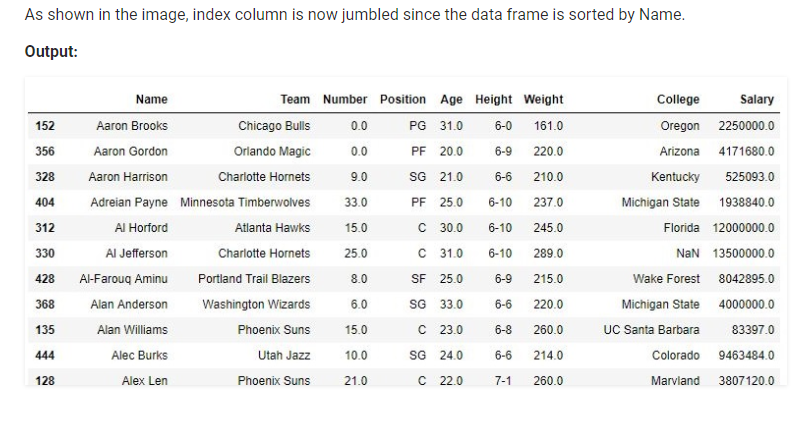 As shown in the image, index column is now jumbled since the data frame is sorted by Name.
Output:
Name Team Number Position Age Height Weight College Salary
152 Aaron Brooks Chicago Bulls 0.0 PG 31.0 6-0 161.0 Oregon 2250000.0
356 Aaron Gordon Orlando Magic 0.0 PF 20.0 6-9 220.0 Arizona 4171680.0
328 Aaron Harrison Charlotte Hornets 9.0 SG 21.0 6-6 210.0 Kentucky 525093.0
404 Adreian Payne Minnesota Timberwolves 33.0 PF 25.0 6-10 237.0 Michigan State 1938840.0
312 Al Horford Atlanta Hawks 15.0 C 30.0 6-10 245.0 Florida 12000000.0
330 Al Jefferson Charlotte Hornets 25.0 C 31.0 6-10 289.0 NaN 13500000.0
428 Al-Farouq Aminu Portland Trail Blazers 8.0 SF 25.0 6-9 215.0 Wake Forest 8042895.0
368 Alan Anderson Washington Wizards 6.0 SG 33.0 6-6 220.0 Michigan State 4000000.0
135 Alan Williams Phoenix Suns 15.0 C 23.0 6-8 260.0 UC Santa Barbara 83397.0
444 Alec Burks Utah Jazz 10.0 SG 24.0 6-6 214.0 Colorado 9463484.0
128 Alex Len Phoenix Suns 21.0 C 22.0 7-1 260.0 Maryland 3807120.0